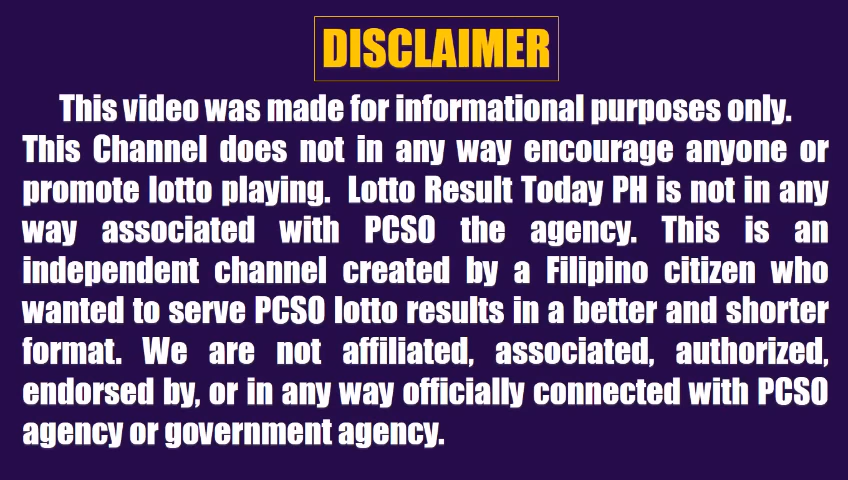 DISCLAIMER
This video was made for informational purposes only.
This Channel does not in any way encourage anyone or
promote lotto playing.  Lotto Result Today PH is not in any
way associated with PCSO the agency. This is an
independent channel created by a Filipino citizen who
wanted to serve PCSO lotto results in a better and shorter
format. We are not affiliated, associated, authorized,
endorsed by, or in any way officially connected with PCSO
agency or government agency.